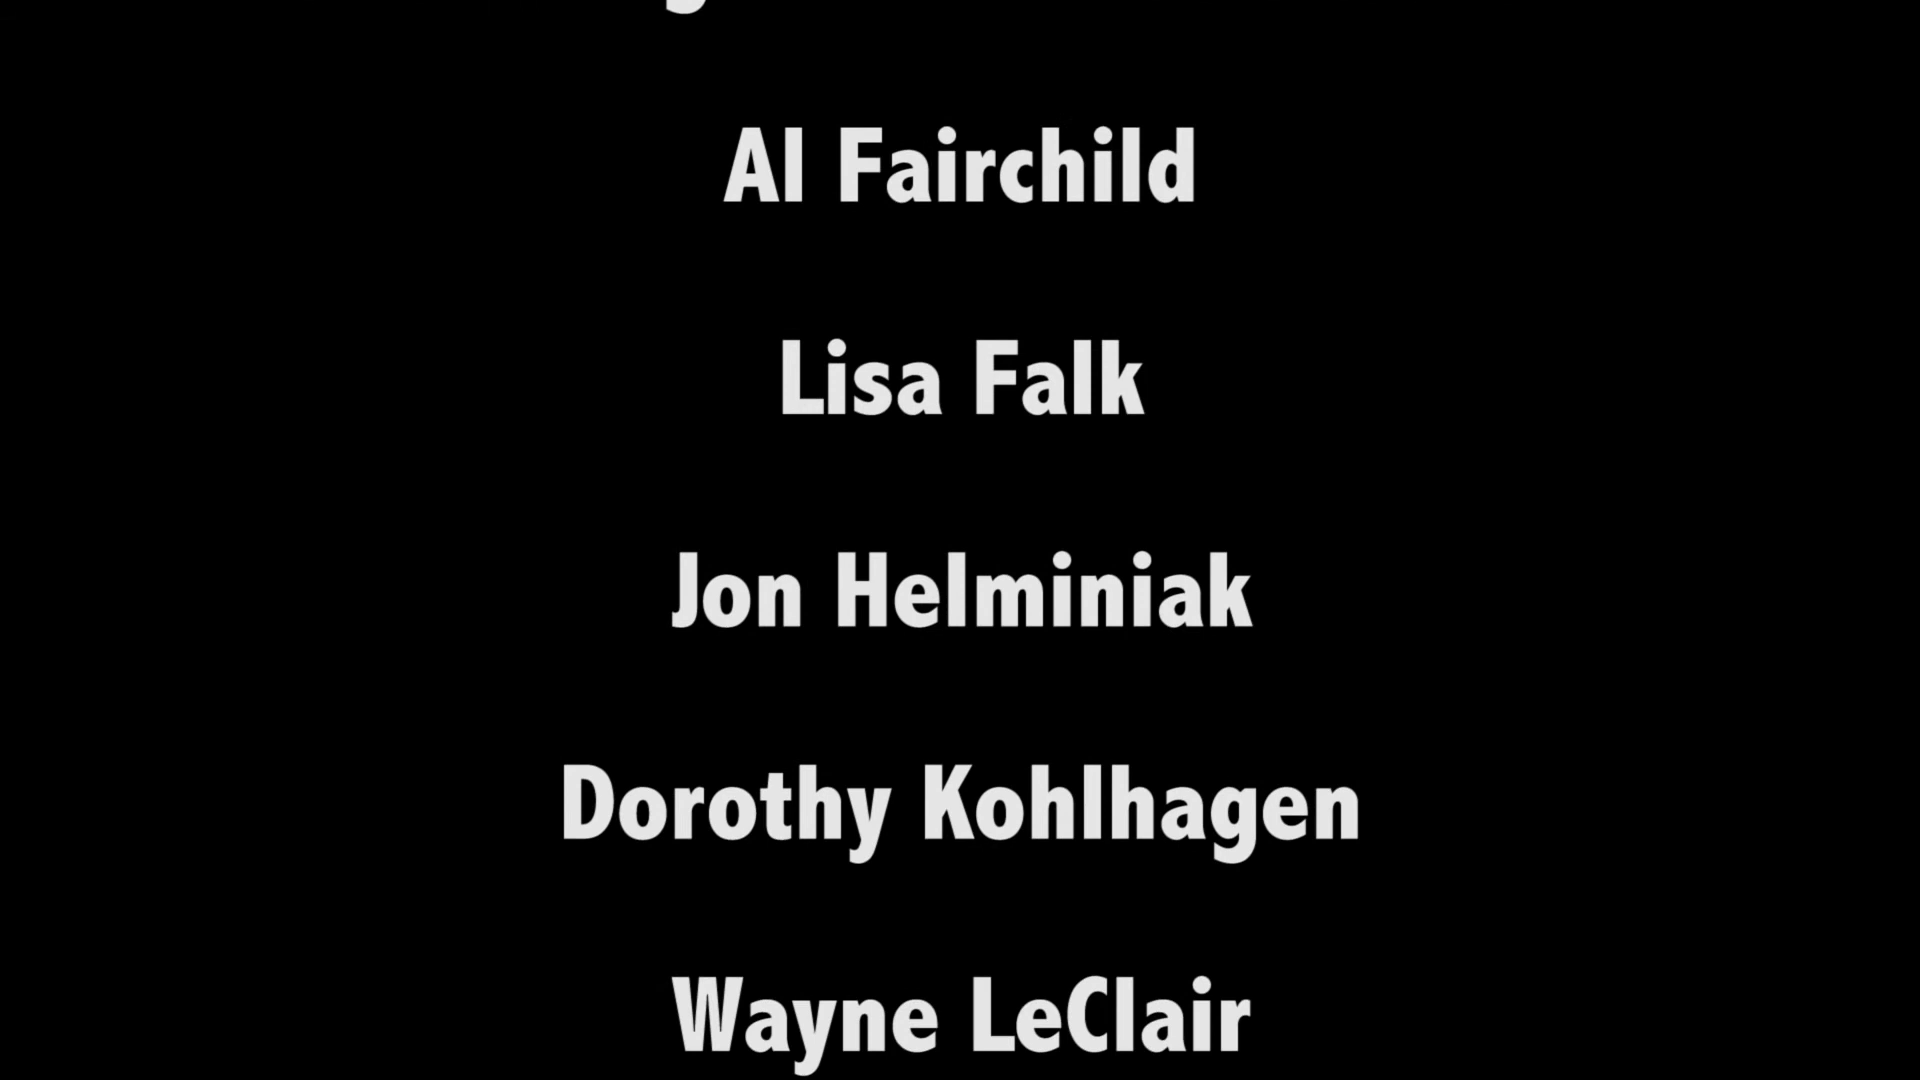 Al Fairchild
Lisa Falk
Jon Helminiak
Dorothy Kohlhagen
Wayne LeClair